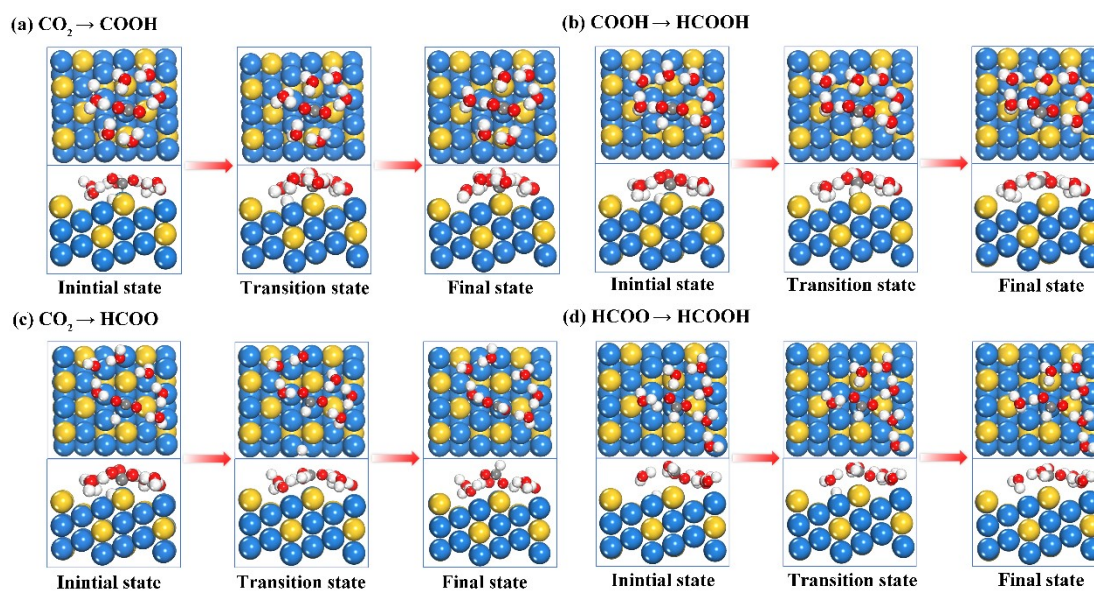 (a) CO₂ → COOH
(b) COOH → HCOOH
Inintial state Transition state Final state
Inintial state Transition state Final state
(c) CO₂ → HCOO
(d) HCOO → HCOOH
Inintial state Transition state Final state
Inintial state Transition state Final state